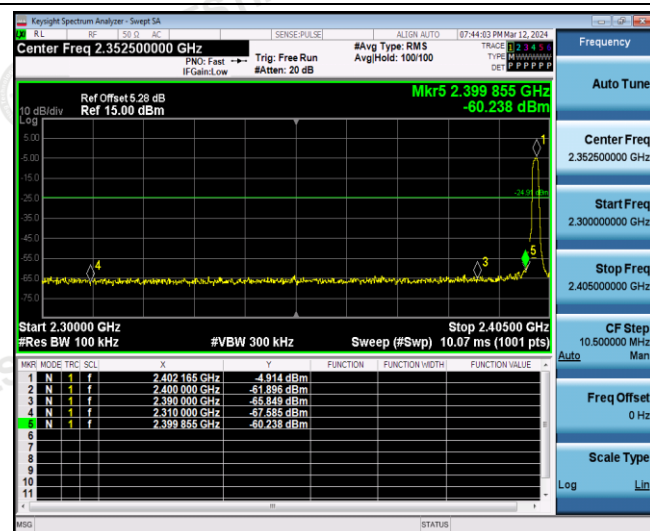 Keysight Spectrum Analyzer - Swept SA
RL RF 50 Ω AC SENSE:PULSE ALIGN AUTO 07:44:03 PM Mar 12, 2024
Center Freq 2.352500000 GHz
PNO: Fast
IFGain:Low
Trig: Free Run
#Atten: 20 dB
#Avg Type: RMS
Avg|Hold: 100/100
TRACE 1 2 3 4 5 6
TYPE M
DET P P P P P P
Mkr5 2.399 855 GHz
-60.238 dBm
Ref Offset 5.28 dB
10 dB/div Ref 15.00 dBm
Log
5.00
-5.00
-15.0
-25.0
-35.0
-45.0
-55.0
-65.0
-75.0
1
-24.91 dBm
5
3
4
Start 2.30000 GHz Stop 2.40500 GHz
#Res BW 100 kHz #VBW 300 kHz Sweep (#Swp) 10.07 ms (1001 pts)
MKR MODE TRC SCL X Y FUNCTION FUNCTION WIDTH FUNCTION VALUE
1 N 1 f 2.402 165 GHz -4.914 dBm
2 N 1 f 2.400 000 GHz -61.896 dBm
3 N 1 f 2.390 000 GHz -65.849 dBm
4 N 1 f 2.310 000 GHz -67.585 dBm
5 N 1 f 2.399 855 GHz -60.238 dBm
6
7
8
9
10
11
MSG STATUS
Frequency
Auto Tune
Center Freq
2.352500000 GHz
Start Freq
2.300000000 GHz
Stop Freq
2.405000000 GHz
CF Step
10.500000 MHz
Auto Man
Freq Offset
0 Hz
Scale Type
Log Lin